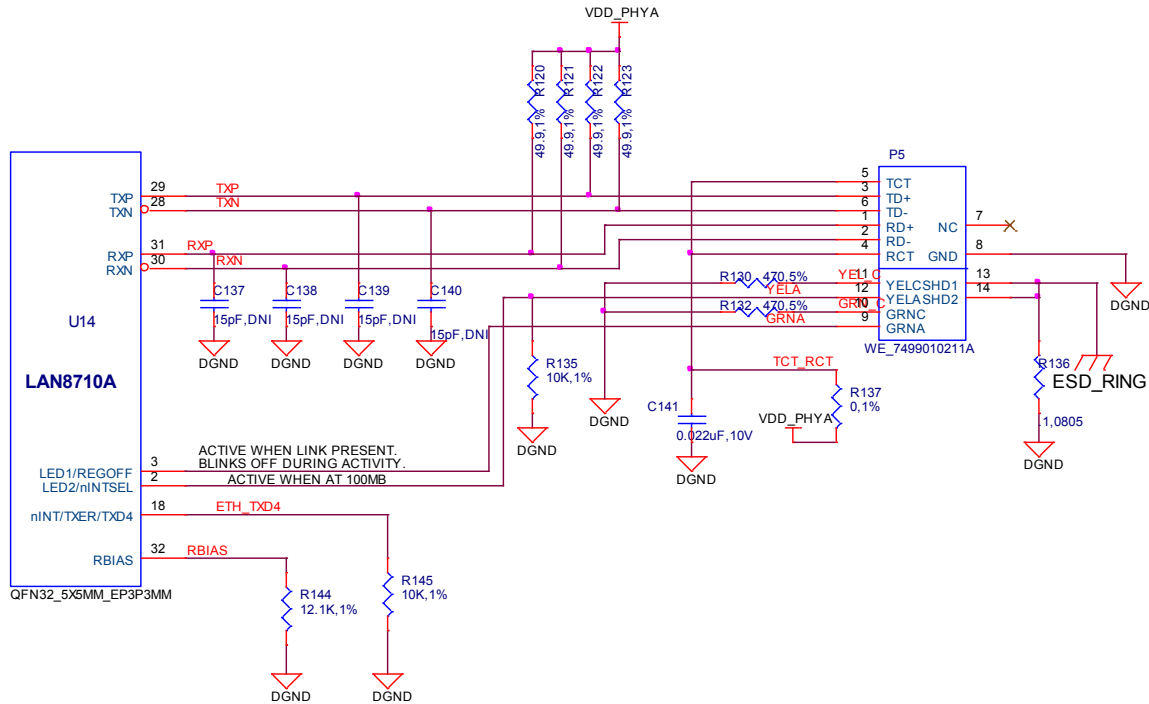 VDD_PHYA
R120
R121
R122
R123
49.9,1%
49.9,1%
49.9,1%
49.9,1%
P5
29
TXP
TXP
28
TXN
TXN
31
RXP
RXP
30
RXN
RXN
5
TCT
3
TD+
6
TD-
1
RD+
2
RD-
4
RCT
NC
7
GND
8
DGND
11
YELC
12
YELA
10
GRNC
9
GRNA
SHD1
13
SHD2
14
WE_7499010211A
R130
470.5%
YEL_C
YELA
R132
470.5%
GRN_C
GRNA
C137
15pF,DNI
DGND
C138
15pF,DNI
DGND
C139
15pF,DNI
DGND
C140
15pF,DNI
DGND
U14
LAN8710A
R135
10K,1%
DGND
DGND
TCT_RCT
R137
0,1%
VDD_PHYA
C141
0.022uF,10V
DGND
R136
1,0805
DGND
ESD_RING
ACTIVE WHEN LINK PRESENT.
BLINKS OFF DURING ACTIVITY.
3
LED1/REGOFF
2
LED2/nINTSEL
ACTIVE WHEN AT 100MB
18
nINT/TXER/TXD4
ETH_TXD4
32
RBIAS
RBIAS
QFN32_5X5MM_EP3P3MM
R144
12.1K,1%
DGND
R145
10K,1%
DGND